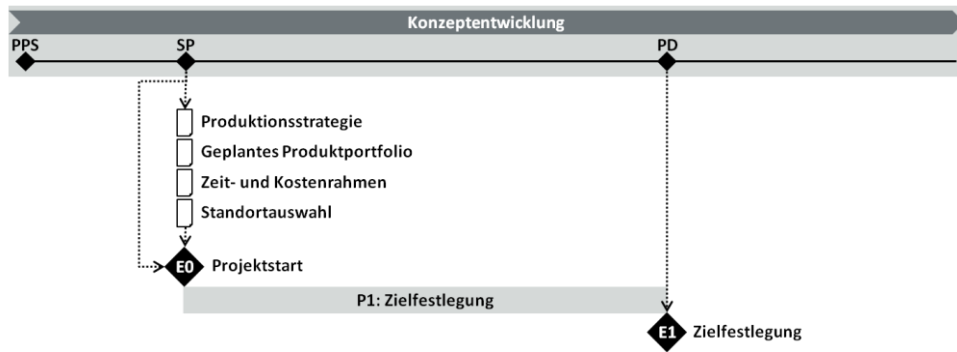 Konzeptentwicklung
PPS SP PD
Produktionsstrategie
Geplantes Produktportfolio
Zeit- und Kostenrahmen
Standortauswahl
E0 Projektstart
P1: Zielfestlegung
E1 Zielfestlegung